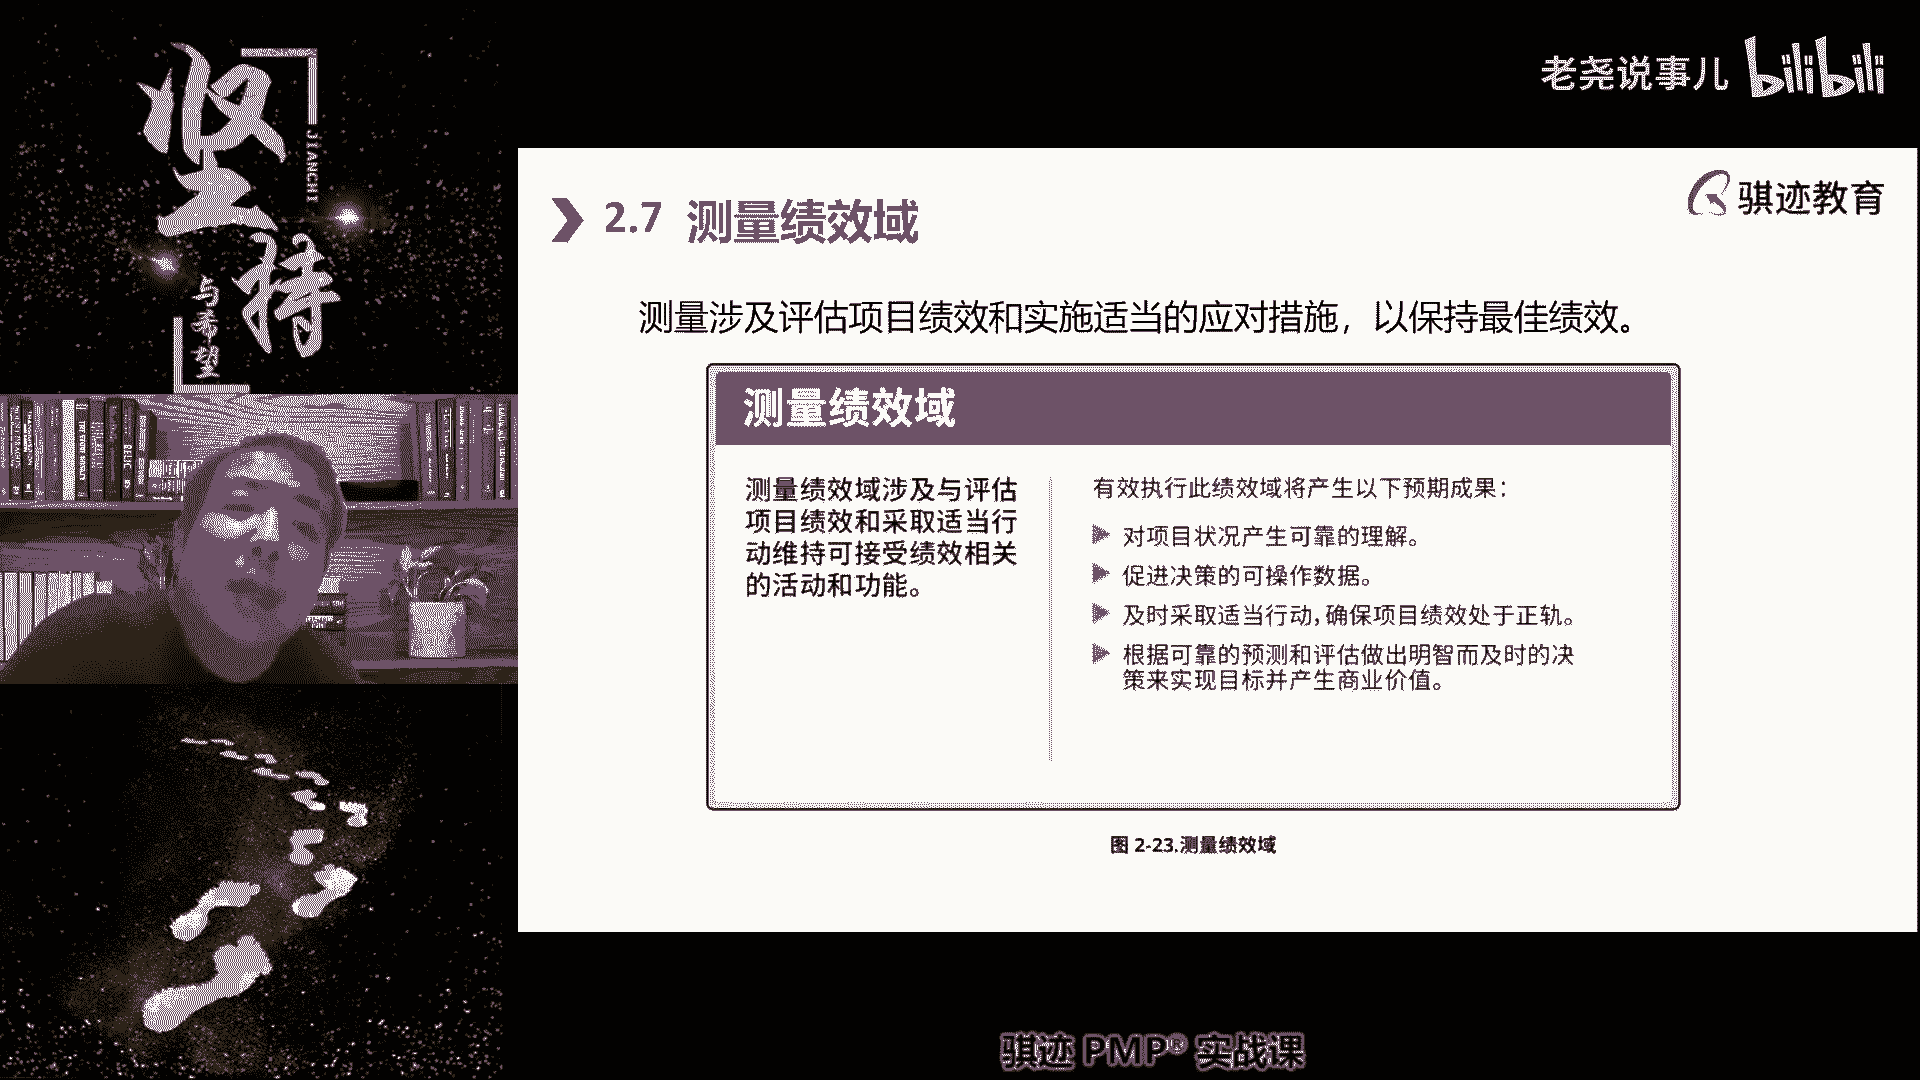 坚持
JIANCHI
与希望
老尧说事儿 bilibili
骐迹教育
2.7 测量绩效域
测量涉及评估项目绩效和实施适当的应对措施，以保持最佳绩效。
测量绩效域
测量绩效域涉及与评估
项目绩效和采取适当行
动维持可接受绩效相关
的活动和功能。
有效执行此绩效域将产生以下预期成果：
对项目状况产生可靠的理解。
促进决策的可操作数据。
及时采取适当行动，确保项目绩效处于正轨。
根据可靠的预测和评估做出明智而及时的决
策来实现目标并产生商业价值。
图 2-23.测量绩效域
骐迹 PMP® 实战课